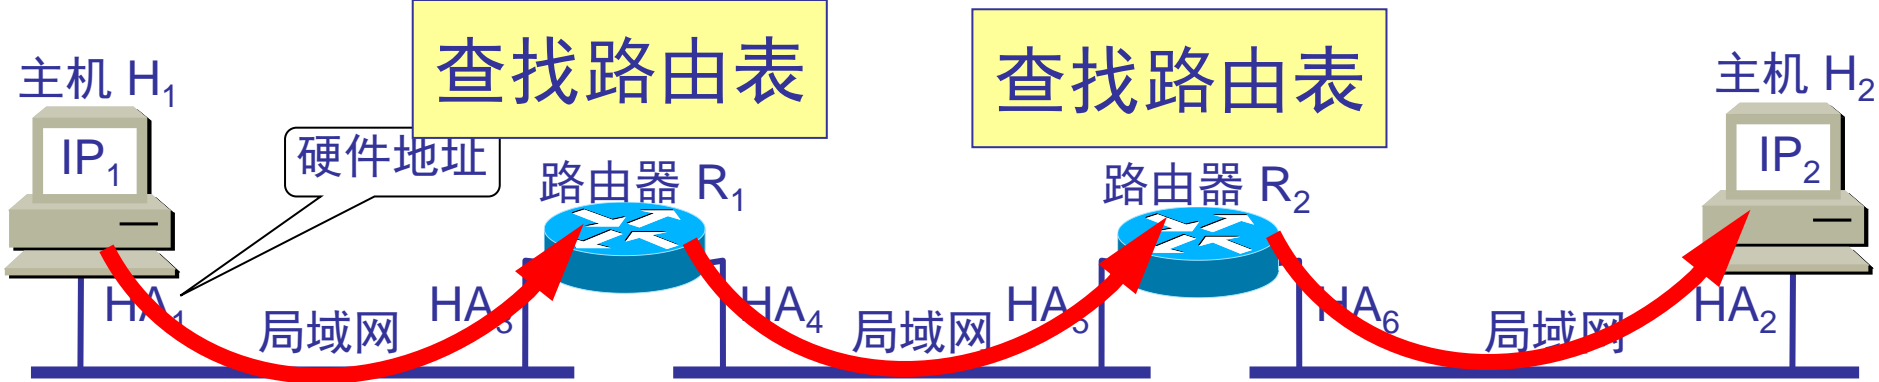 查找路由表
查找路由表
主机 H1
主机 H2
IP1
硬件地址
路由器 R1
路由器 R2
IP2
HA1
局域网
HA3
HA4
局域网
HA5
HA6
局域网
HA2